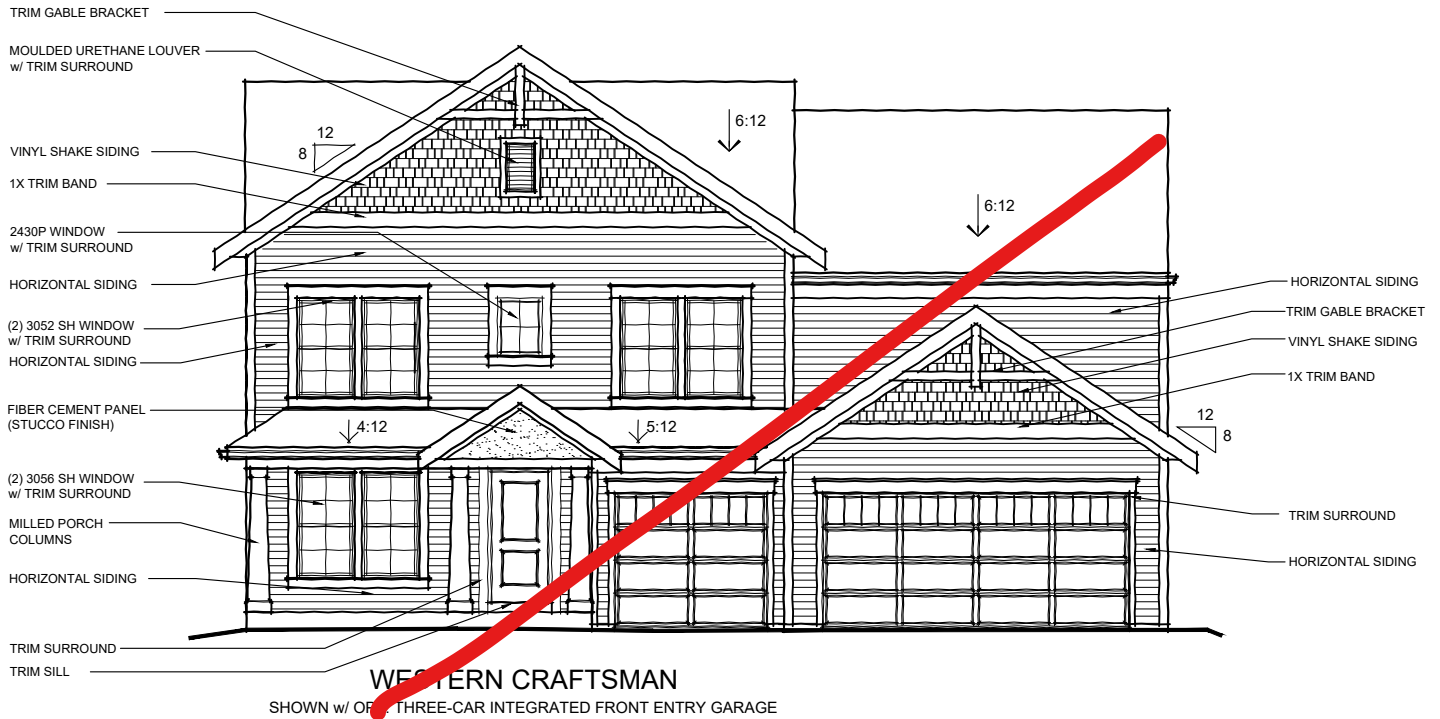 TRIM GABLE BRACKET
MOULDED URETHANE LOUVER
w/ TRIM SURROUND
VINYL SHAKE SIDING
1X TRIM BAND
2430P WINDOW
w/ TRIM SURROUND
HORIZONTAL SIDING
(2) 3052 SH WINDOW
w/ TRIM SURROUND
HORIZONTAL SIDING
FIBER CEMENT PANEL
(STUCCO FINISH)
(2) 3056 SH WINDOW
w/ TRIM SURROUND
MILLED PORCH
COLUMNS
HORIZONTAL SIDING
TRIM SURROUND
TRIM SILL
12
8
6:12
6:12
4:12
5:12
12
8
HORIZONTAL SIDING
TRIM GABLE BRACKET
VINYL SHAKE SIDING
1X TRIM BAND
TRIM SURROUND
HORIZONTAL SIDING
WESTERN CRAFTSMAN
SHOWN w/ THREE-CAR INTEGRATED FRONT ENTRY GARAGE